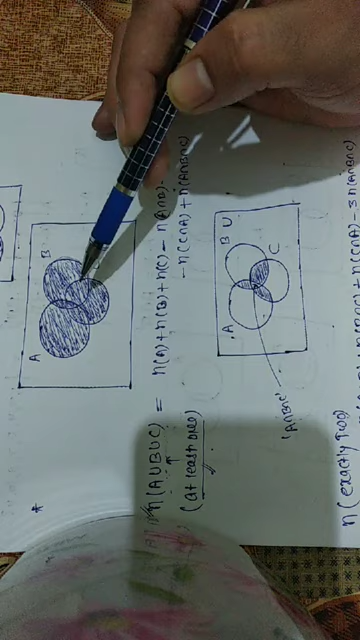 *
A
B
n(A∪B∪C) = n(A)+n(B)+n(C) - n(A∩B)-
-n(C∩A)+n(A∩B∩C)
(at least one)
A
B
U
C
'A∩B∩C'
n(exactly two)